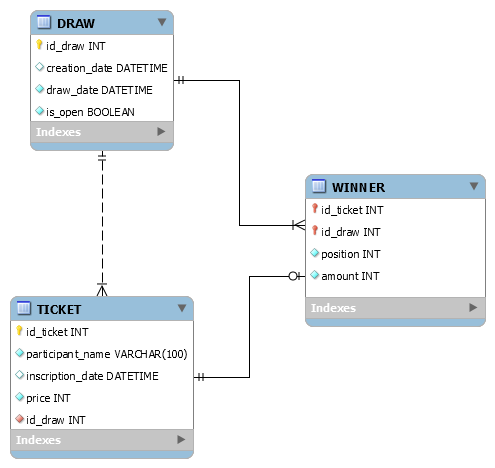 DRAW
id_draw INT
creation_date DATETIME
draw_date DATETIME
is_open BOOLEAN
Indexes
WINNER
id_ticket INT
id_draw INT
position INT
amount INT
Indexes
TICKET
id_ticket INT
participant_name VARCHAR(100)
inscription_date DATETIME
price INT
id_draw INT
Indexes